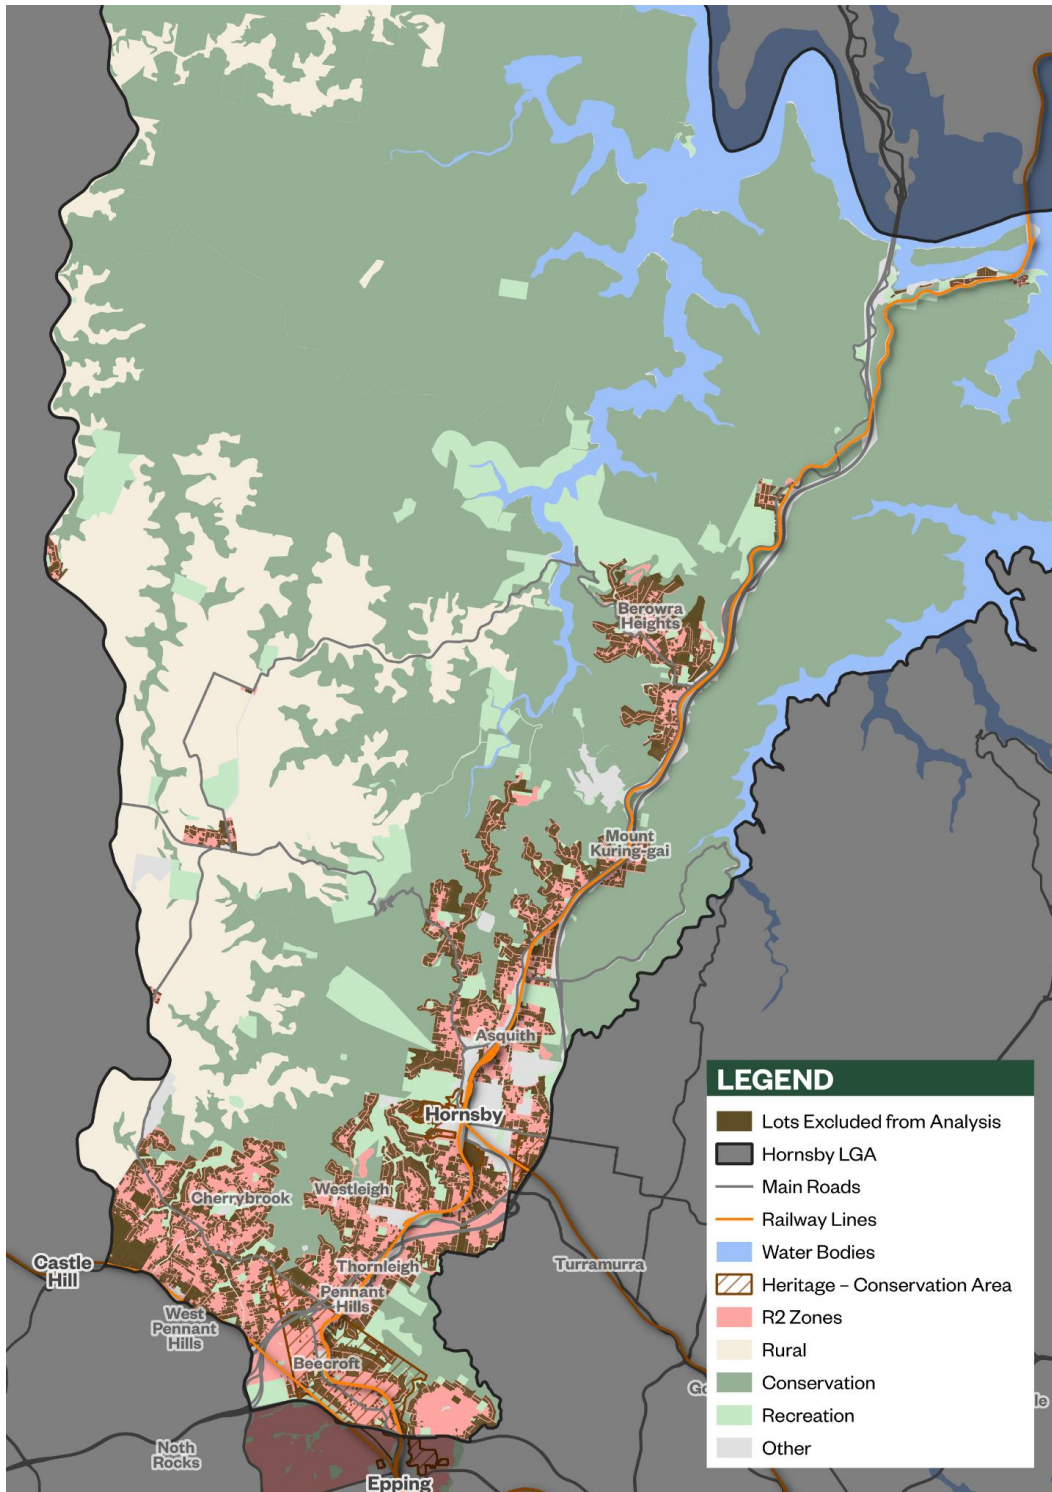 Berowra
Heights
Mount
Kuring-gai
Asquith
Hornsby
Cherrybrook
Westleigh
Castle
Hill
Thornleigh
Turramurra
Pennant
Hills
West
Pennant
Hills
Beecroft
Noth
Rocks
Epping
LEGEND
Lots Excluded from Analysis
Hornsby LGA
Main Roads
Railway Lines
Water Bodies
Heritage – Conservation Area
R2 Zones
Rural
Conservation
Recreation
Other